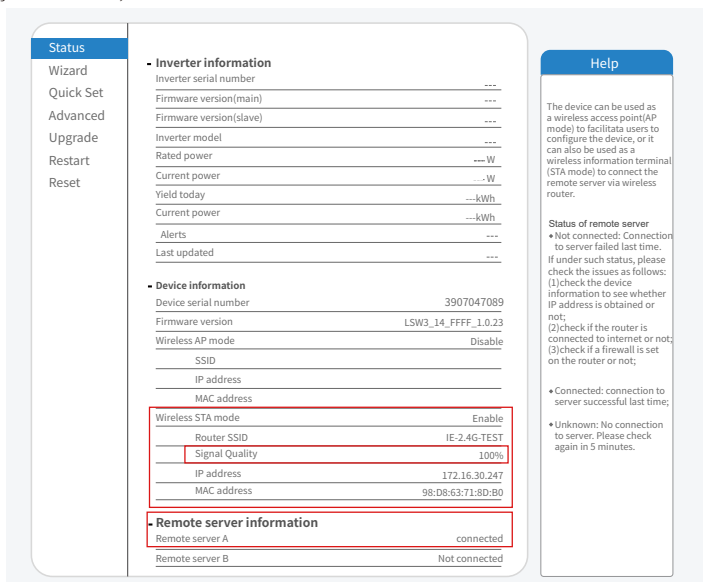 Status
Wizard
Quick Set
Advanced
Upgrade
Restart
Reset
- Inverter information
Inverter serial number ---
Firmware version(main) ---
Firmware version(slave) ---
Inverter model ---
Rated power --- W
Current power --- W
Yield today ---kWh
Current power ---kWh
Alerts ---
Last updated ---
- Device information
Device serial number 3907047089
Firmware version LSW3_14_FFFF_1.0.23
Wireless AP mode Disable
SSID
IP address
MAC address
Wireless STA mode Enable
Router SSID IE-2.4G-TEST
Signal Quality 100%
IP address 172.16.30.247
MAC address 98:D8:63:71:8D:B0
- Remote server information
Remote server A connected
Remote server B Not connected
Help
The device can be used as
a wireless access point(AP
mode) to facilitata users to
configure the device, or it
can also be used as a
wireless information terminal
(STA mode) to connect the
remote server via wireless
router.
Status of remote server
◆Not connected: Connection
to server failed last time.
If under such status, please
check the issues as follows:
(1)check the device
information to see whether
IP address is obtained or
not;
(2)check if the router is
connected to internet or not;
(3)check if a firewall is set
on the router or not;
◆Connected: connection to
server successful last time;
◆Unknown: No connection
to server. Please check
again in 5 minutes.